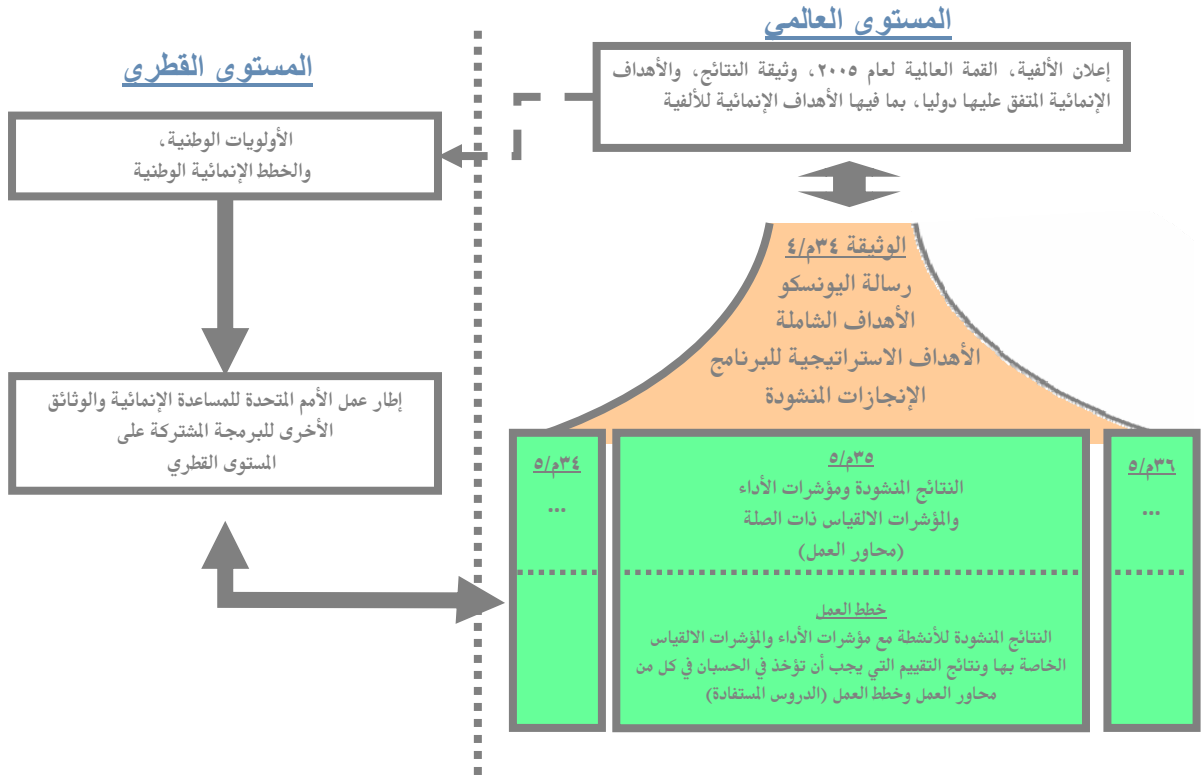 المستوى العالمي
إعلان الألفية، القمة العالمية لعام ٢٠٠٥، وثيقة النتائج، والأهداف
الإنمائية المتفق عليها دوليا، بما فيها الأهداف الإنمائية للألفية
المستوى القطري
الأولويات الوطنية،
والخطط الإنمائية الوطنية
إطار عمل الأمم المتحدة للمساعدة الإنمائية والوثائق
الأخرى للبرمجة المشتركة على
المستوى القطري
الوثيقة ٣٤م/٤
رسالة اليونسكو
الأهداف الشاملة
الأهداف الاستراتيجية للبرنامج
الإنجازات المنشودة
٣٦م/٥
...
٣٥م/٥
النتائج المنشودة ومؤشرات الأداء
والمؤشرات الالقياس ذات الصلة
(محاور العمل)
خطط العمل
النتائج المنشودة للأنشطة مع مؤشرات الأداء والمؤشرات الالقياس
الخاصة بها ونتائج التقييم التي يجب أن تؤخذ في الحسبان في كل من
محاور العمل وخطط العمل (الدروس المستفادة)
٣٤م/٥
...